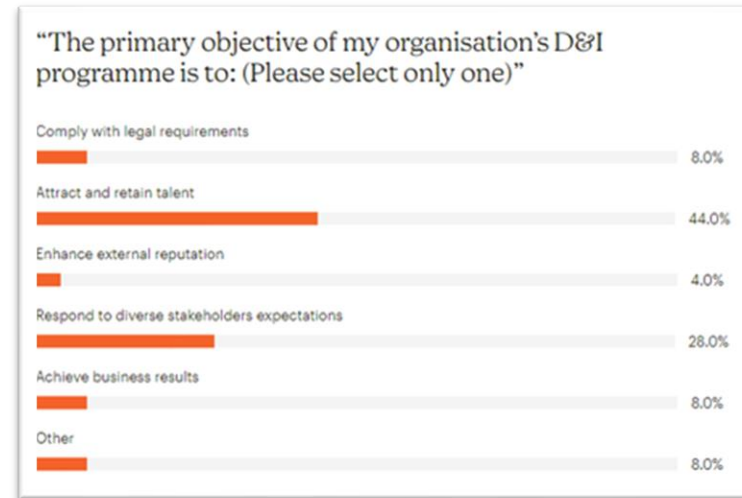 “The primary objective of my organisation’s D&I
programme is to: (Please select only one)”
Comply with legal requirements
8.0%
Attract and retain talent
44.0%
Enhance external reputation
4.0%
Respond to diverse stakeholders expectations
28.0%
Achieve business results
8.0%
Other
8.0%